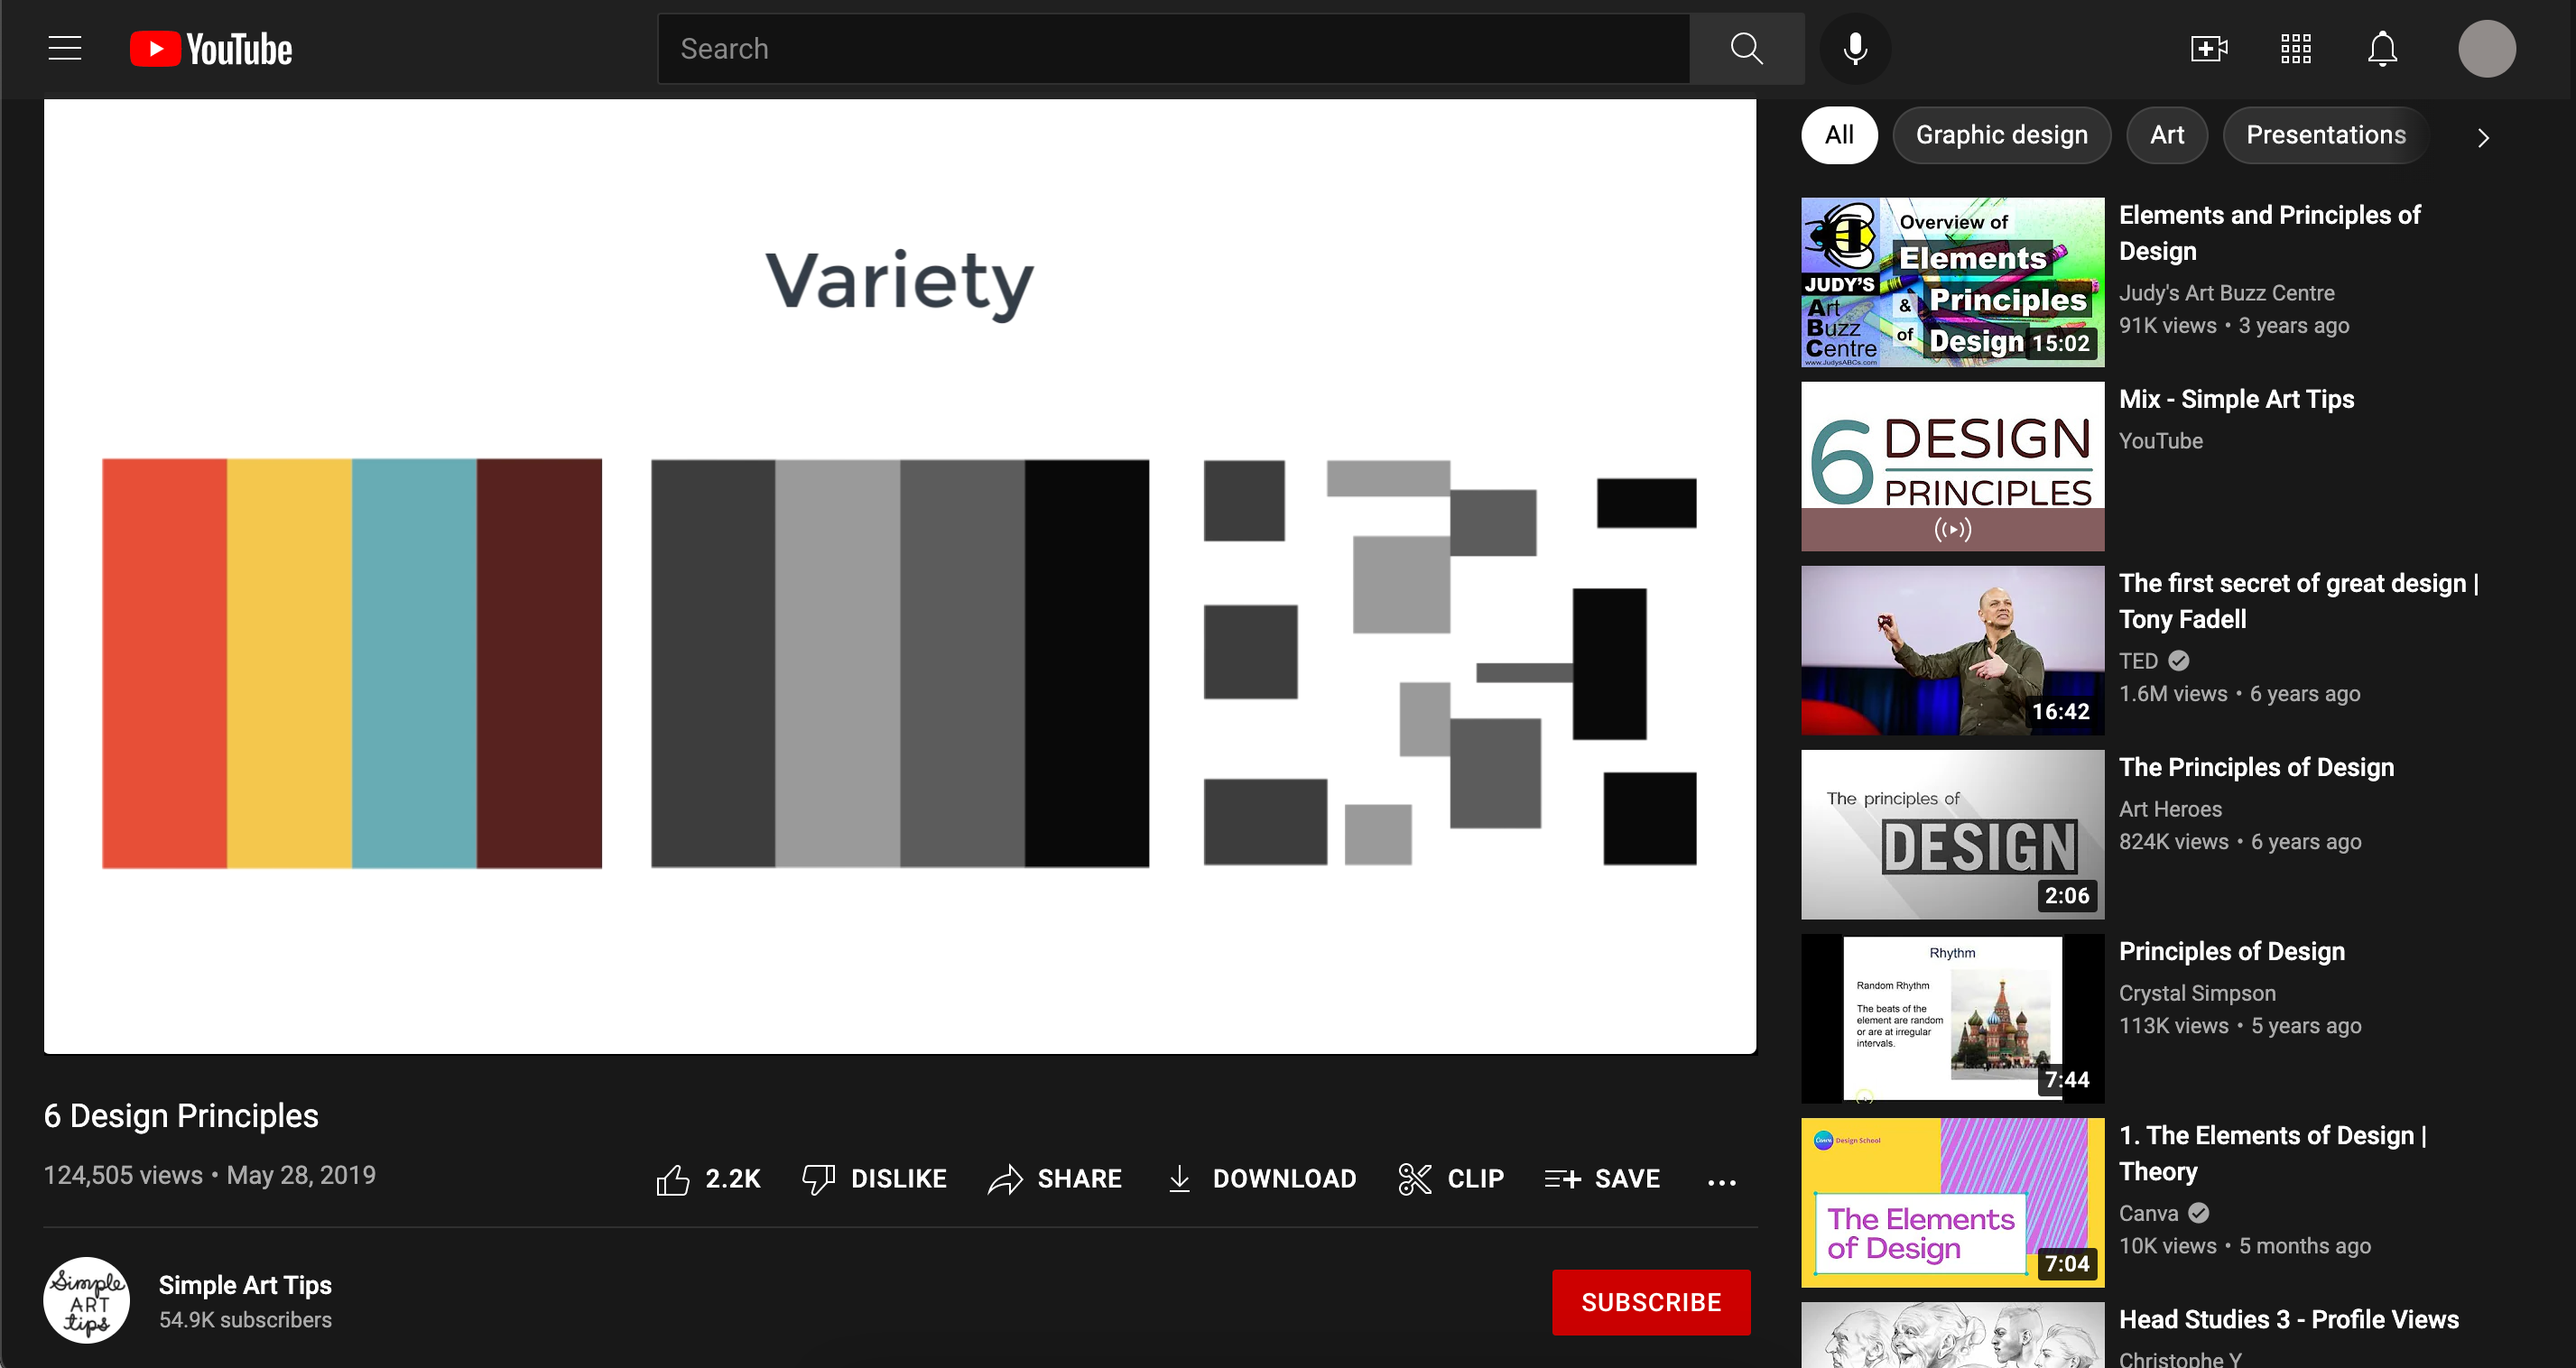 YouTube
Search
Variety
6 Design Principles
124,505 views • May 28, 2019
2.2K
DISLIKE
SHARE
DOWNLOAD
CLIP
SAVE
Simple
ART
tips
Simple Art Tips
54.9K subscribers
SUBSCRIBE
All
Graphic design
Art
Presentations
Overview of
Elements
& Principles
of Design
JUDY'S
Art
Buzz
Centre
www.JudysABCs.com
15:02
Elements and Principles of
Design
Judy's Art Buzz Centre
91K views • 3 years ago
6 DESIGN
PRINCIPLES
Mix - Simple Art Tips
YouTube
16:42
The first secret of great design |
Tony Fadell
TED
1.6M views • 6 years ago
The principles of
DESIGN
2:06
The Principles of Design
Art Heroes
824K views • 6 years ago
Rhythm
Random Rhythm
The beats of the
element are random
or are at irregular
intervals.
7:44
Principles of Design
Crystal Simpson
113K views • 5 years ago
Canva Design School
The Elements
of Design
7:04
1. The Elements of Design |
Theory
Canva
10K views • 5 months ago
Head Studies 3 - Profile Views
Christophe Y